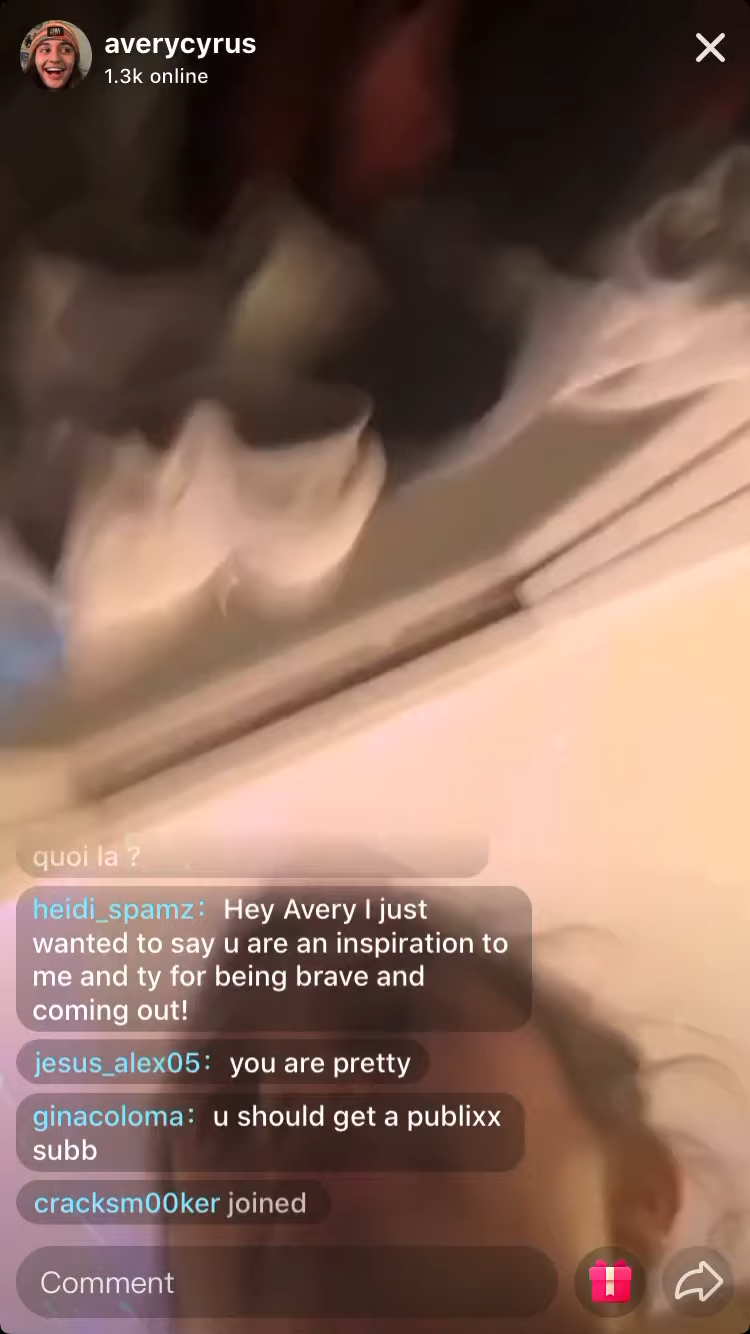 averycyrus
1.3k online
quoi la ?
heidi_spamz: Hey Avery I just
wanted to say u are an inspiration to
me and ty for being brave and
coming out!
jesus_alex05: you are pretty
ginacoloma: u should get a publixx
subb
cracksm00ker joined
Comment